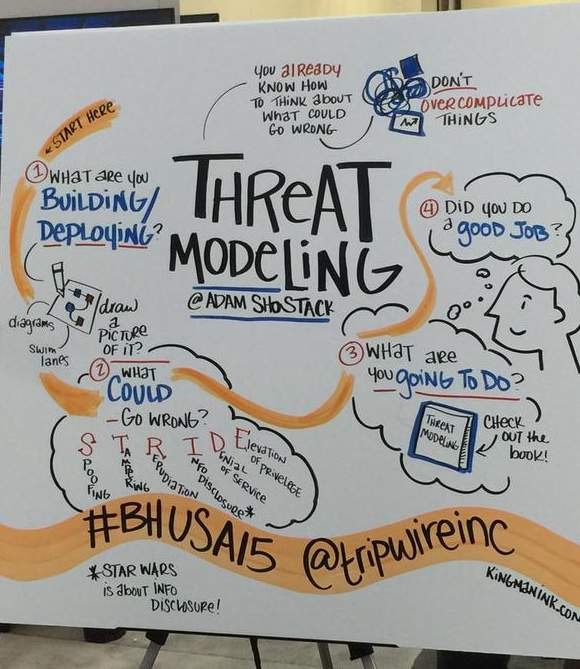 YOU alReady
KNOW HOW
TO THINK aBOUT
WHAT COULD
GO WRONG
DON'T
OVERCOMPLICATE
THINGS
START HERE
1 WHAT aRe YOU
BUILDING/
DEPLOYING?
diagrams
swim
lanes
draw
a
PICTURE
OF IT?
THReAT
MODeLING
@ADAM SHOSTACK
2 WHAT
COULD
- GO WRONG?
STRIDE
SPOOFING
TAMPERING
REPUDIATION
INFO DISCLOSURE*
DENIAL OF SERVICE
ELEVATION OF PRIVELEGE
3 WHAT aRe
you goING To Do?
THREAT
MODELING
CHECK
OUT the
book!
4 DID yOU DO
a gOOD JOB?
#BHUSA15 @tripwireinc
*STAR WARS
is aBOUT INFO
DISCLOSURE!
KINGMANINK.COM